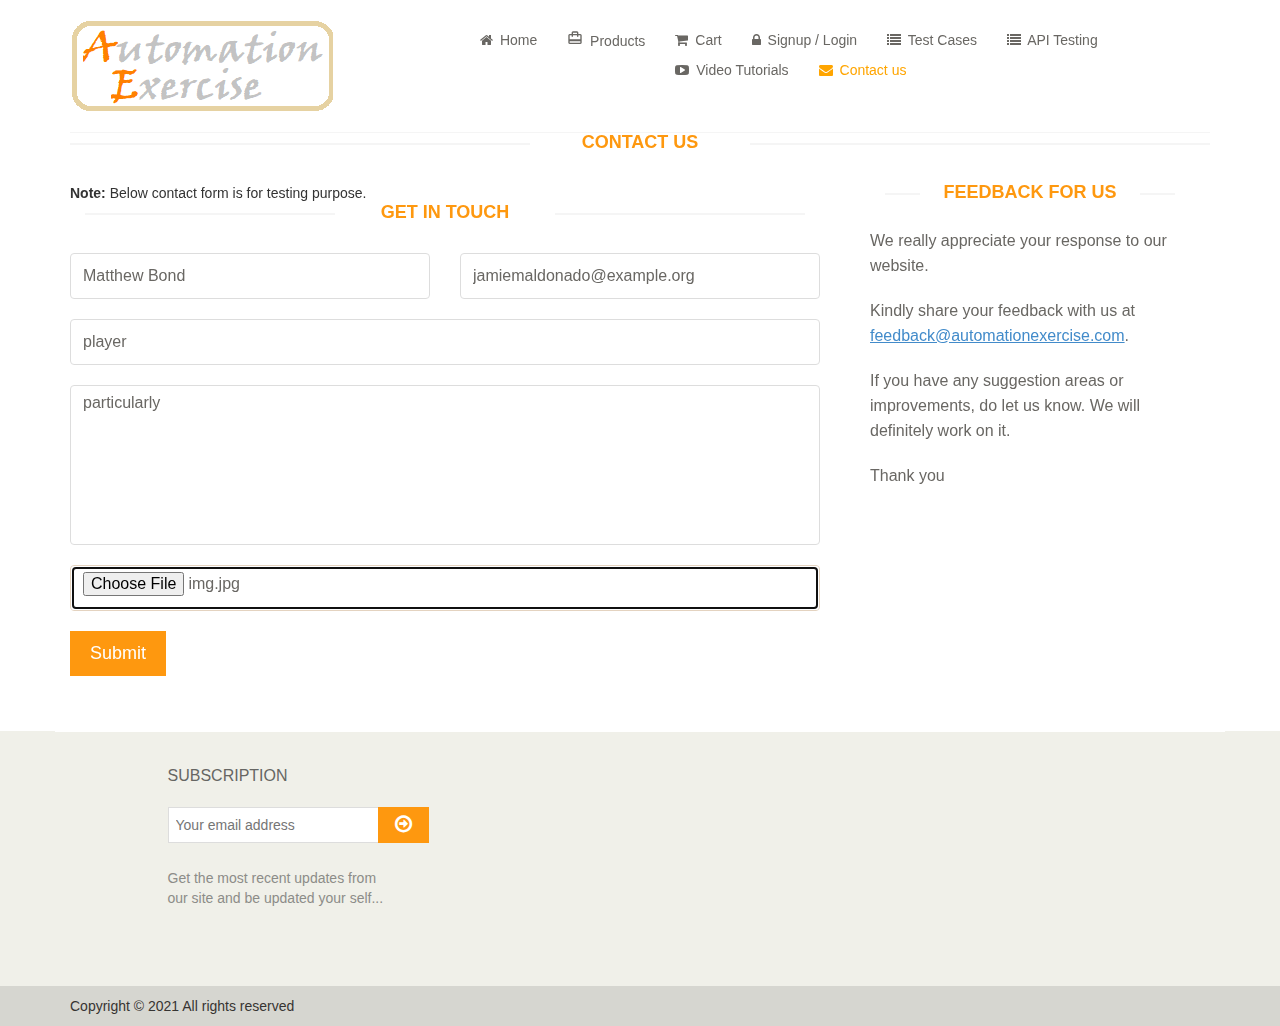 Automation
Exercise
Home
Products
Cart
Signup / Login
Test Cases
API Testing
Video Tutorials
Contact us
CONTACT US
Note: Below contact form is for testing purpose.
GET IN TOUCH
Matthew Bond
jamiemaldonado@example.org
player
particularly
Choose File img.jpg
Submit
FEEDBACK FOR US
We really appreciate your response to our
website.
Kindly share your feedback with us at
feedback@automationexercise.com.
If you have any suggestion areas or
improvements, do let us know. We will
definitely work on it.
Thank you
SUBSCRIPTION
Your email address
Get the most recent updates from
our site and be updated your self...
Copyright © 2021 All rights reserved